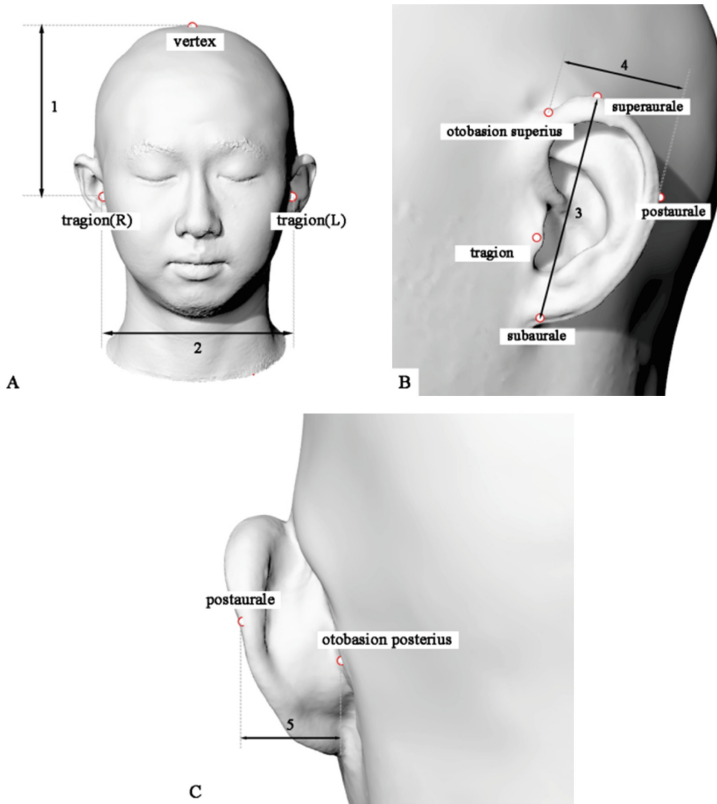 vertex
1
tragion(R)
tragion(L)
2
A
4
superaurale
otobasion superius
3
postaurale
tragion
subaurale
B
postaurale
otobasion posterius
5
C